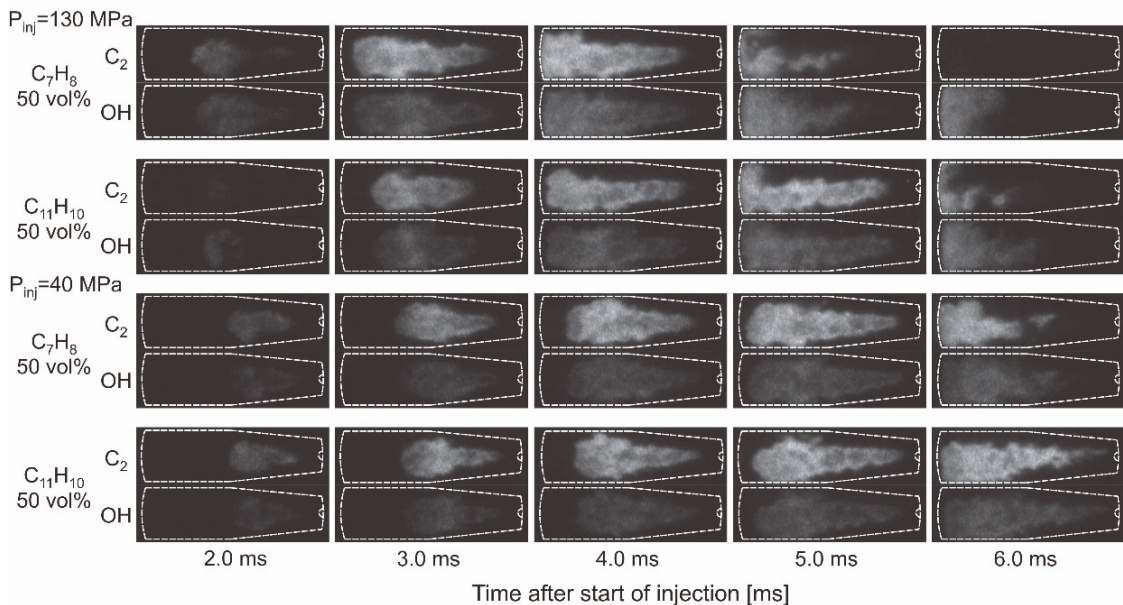 P_inj=130 MPa
C₇H₈
50 vol%
C₂
OH
C₁₁H₁₀
50 vol%
C₂
OH
P_inj=40 MPa
C₇H₈
50 vol%
C₂
OH
C₁₁H₁₀
50 vol%
C₂
OH
2.0 ms 3.0 ms 4.0 ms 5.0 ms 6.0 ms
Time after start of injection [ms]